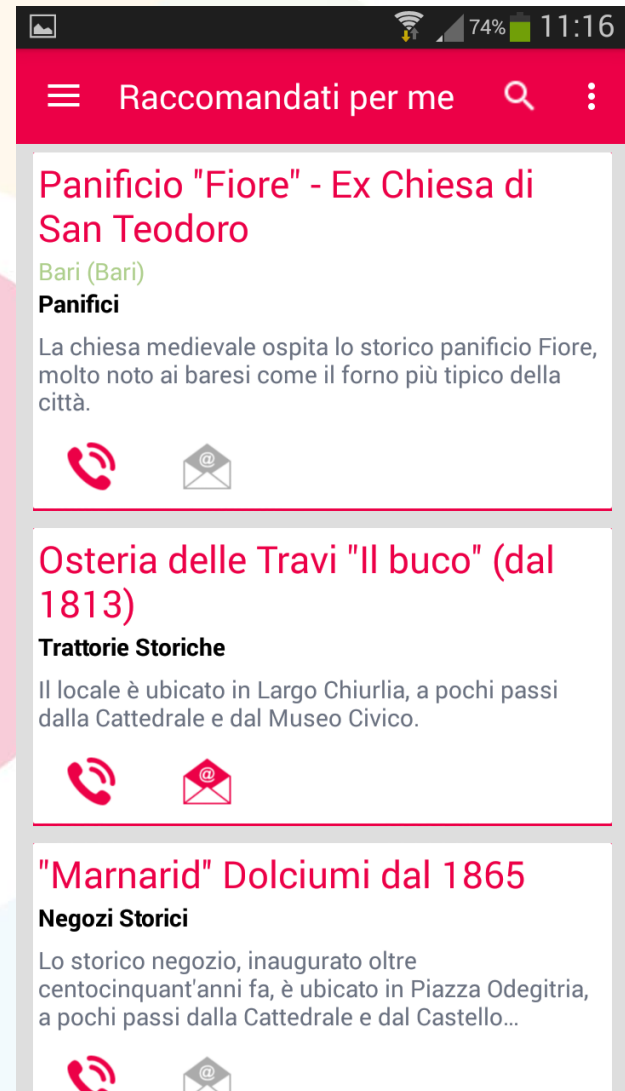 74% 11:16
Raccomandati per me
Panificio "Fiore" - Ex Chiesa di
San Teodoro
Bari (Bari)
Panifici
La chiesa medievale ospita lo storico panificio Fiore,
molto noto ai baresi come il forno più tipico della
città.
@
Osteria delle Travi "Il buco" (dal
1813)
Trattorie Storiche
Il locale è ubicato in Largo Chiurlia, a pochi passi
dalla Cattedrale e dal Museo Civico.
@
"Marnarid" Dolciumi dal 1865
Negozi Storici
Lo storico negozio, inaugurato oltre
centocinquant'anni fa, è ubicato in Piazza Odegitria,
a pochi passi dalla Cattedrale e dal Castello...
@